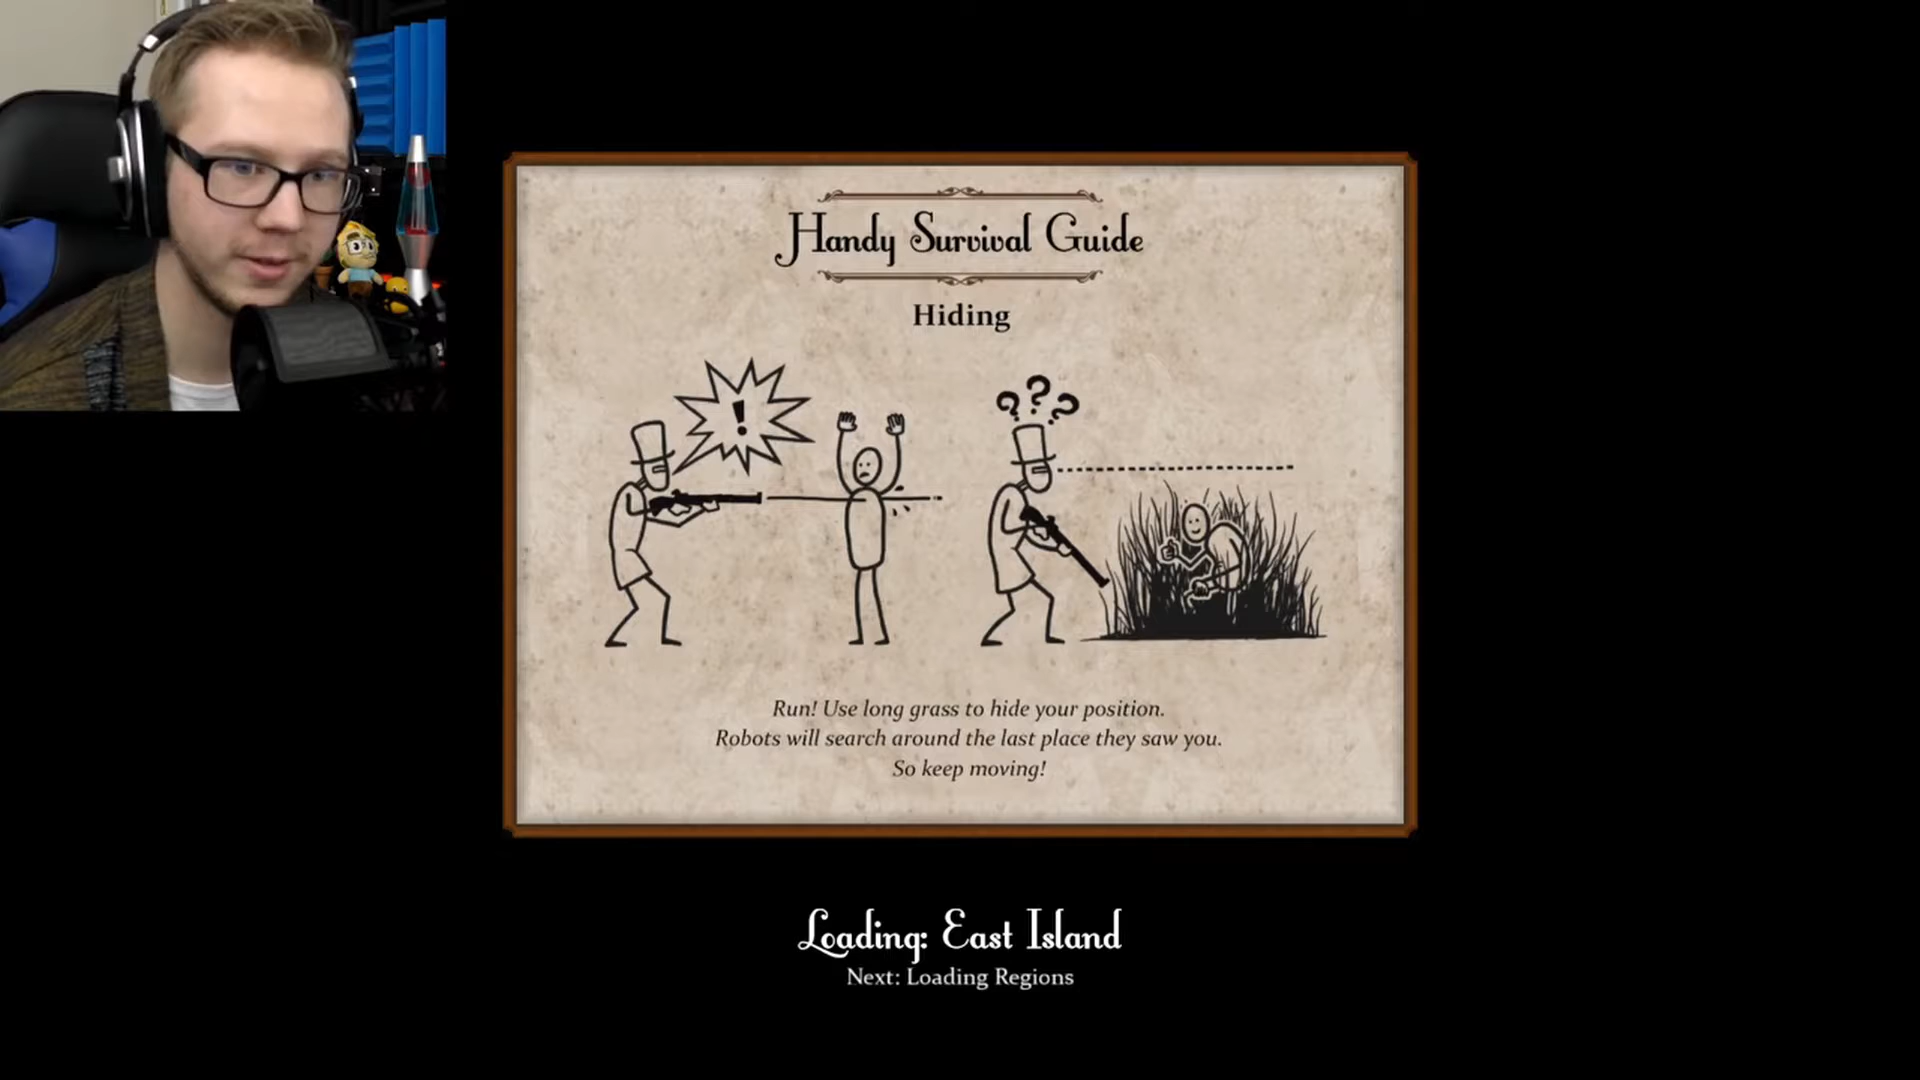 Handy Survival Guide
Hiding
!
???
Run! Use long grass to hide your position.
Robots will search around the last place they saw you.
So keep moving!
Loading: East Island
Next: Loading Regions